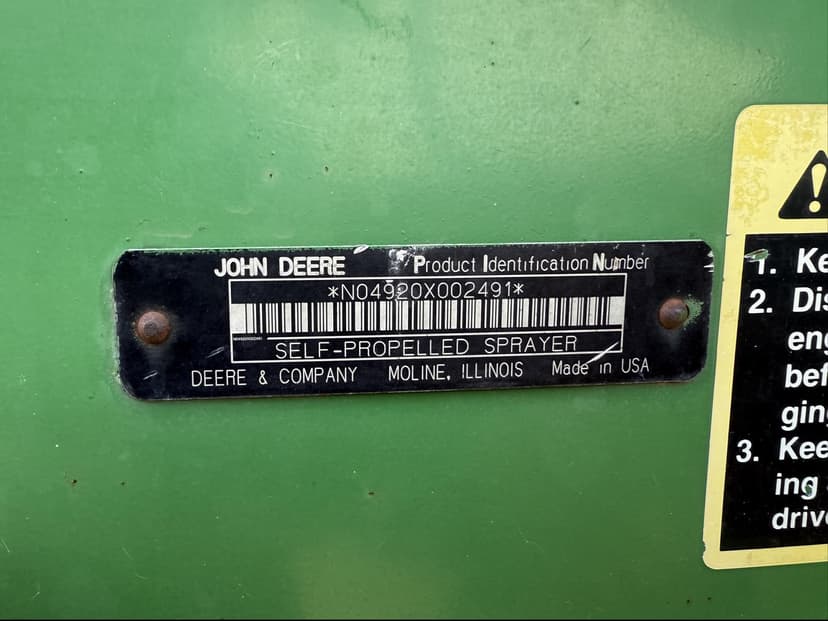 JOHN DEERE Product Identification Number
*N04920X002491*
SELF-PROPELLED SPRAYER
DEERE & COMPANY MOLINE, ILLINOIS Made in USA
!
1. Ke
2. Dis
eng
bef
ging
3. Kee
ing
drive